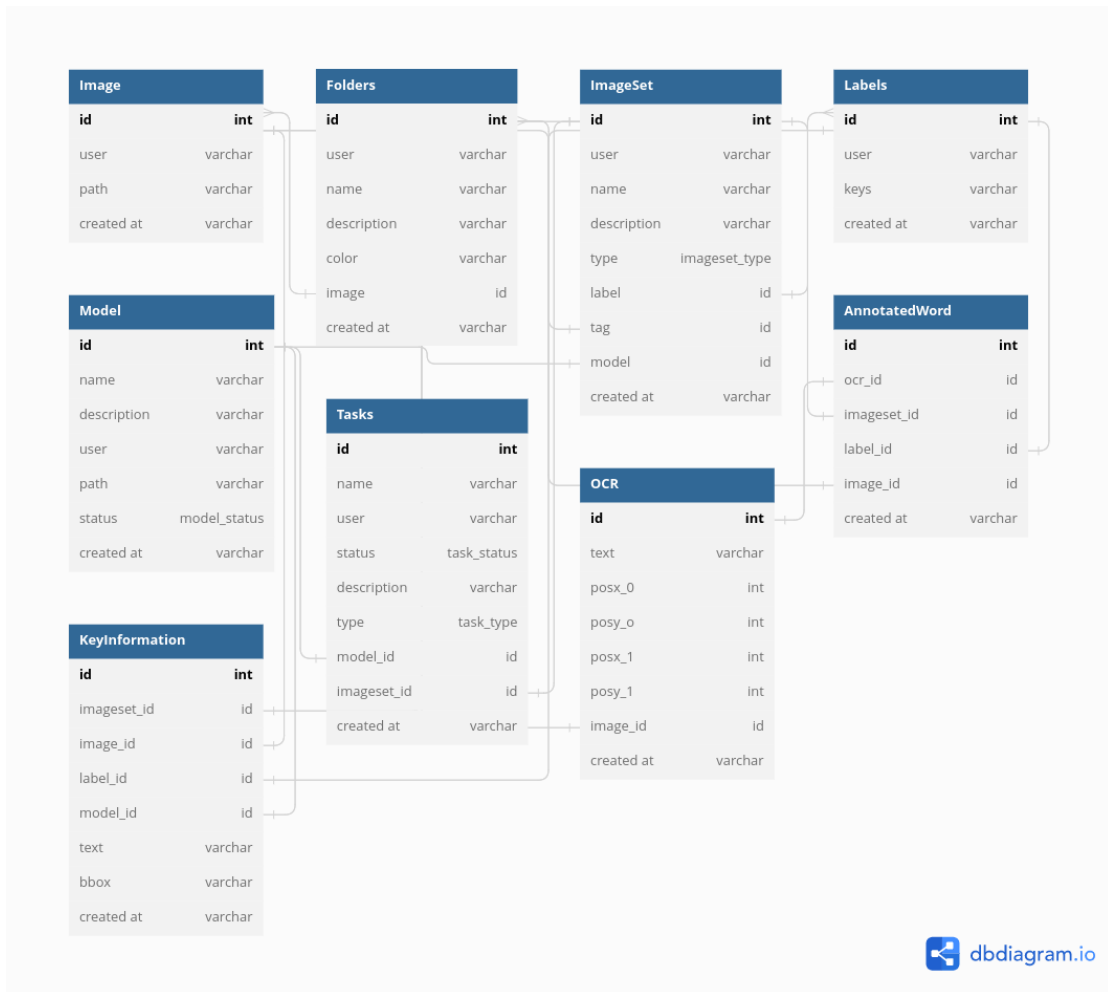 Image
id int
user varchar
path varchar
created at varchar
Folders
id int
user varchar
name varchar
description varchar
color varchar
image id
created at varchar
ImageSet
id int
user varchar
name varchar
description varchar
type imageset_type
label id
tag id
model id
created at varchar
Labels
id int
user varchar
keys varchar
created at varchar
Model
id int
name varchar
description varchar
user varchar
path varchar
status model_status
created at varchar
Tasks
id int
name varchar
user varchar
status task_status
description varchar
type task_type
model_id id
imageset_id id
created at varchar
OCR
id int
text varchar
posx_0 int
posy_o int
posx_1 int
posy_1 int
image_id id
created at varchar
AnnotatedWord
id int
ocr_id id
imageset_id id
label_id id
image_id id
created at varchar
KeyInformation
id int
imageset_id id
image_id id
label_id id
model_id id
text varchar
bbox varchar
created at varchar
dbdiagram.io